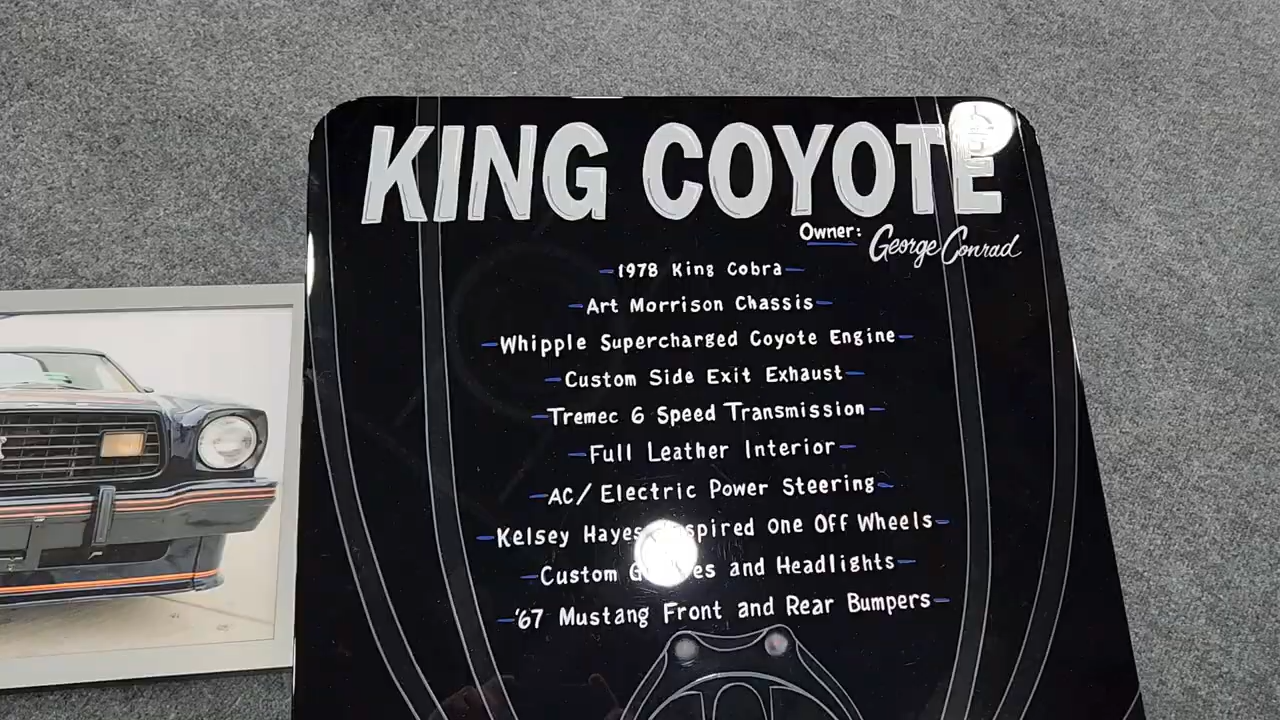 KING COYOTE
Owner: George Conrad
1978 King Cobra
Art Morrison Chassis
Whipple Supercharged Coyote Engine
Custom Side Exit Exhaust
Tremec 6 Speed Transmission
Full Leather Interior
AC/Electric Power Steering
Kelsey Hayes Inspired One Off Wheels
Custom and Headlights
'67 Mustang Front and Rear Bumpers